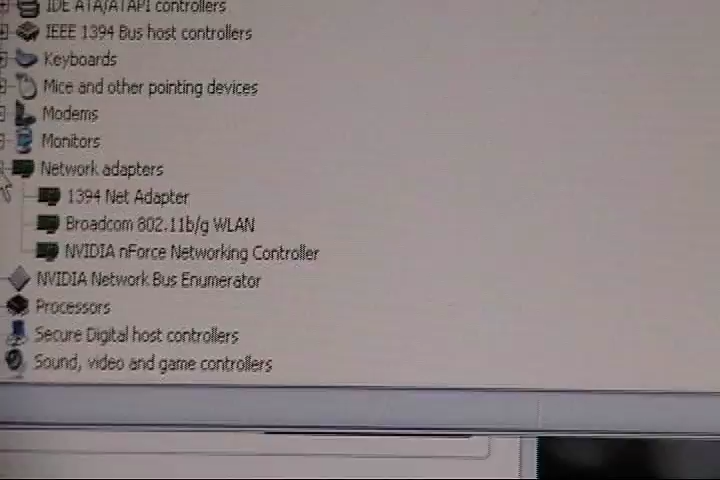 IDE ATA/ATAPI controllers
IEEE 1394 Bus host controllers
Keyboards
Mice and other pointing devices
Modems
Monitors
Network adapters
1394 Net Adapter
Broadcom 802.11b/g WLAN
NVIDIA nForce Networking Controller
NVIDIA Network Bus Enumerator
Processors
Secure Digital host controllers
Sound, video and game controllers